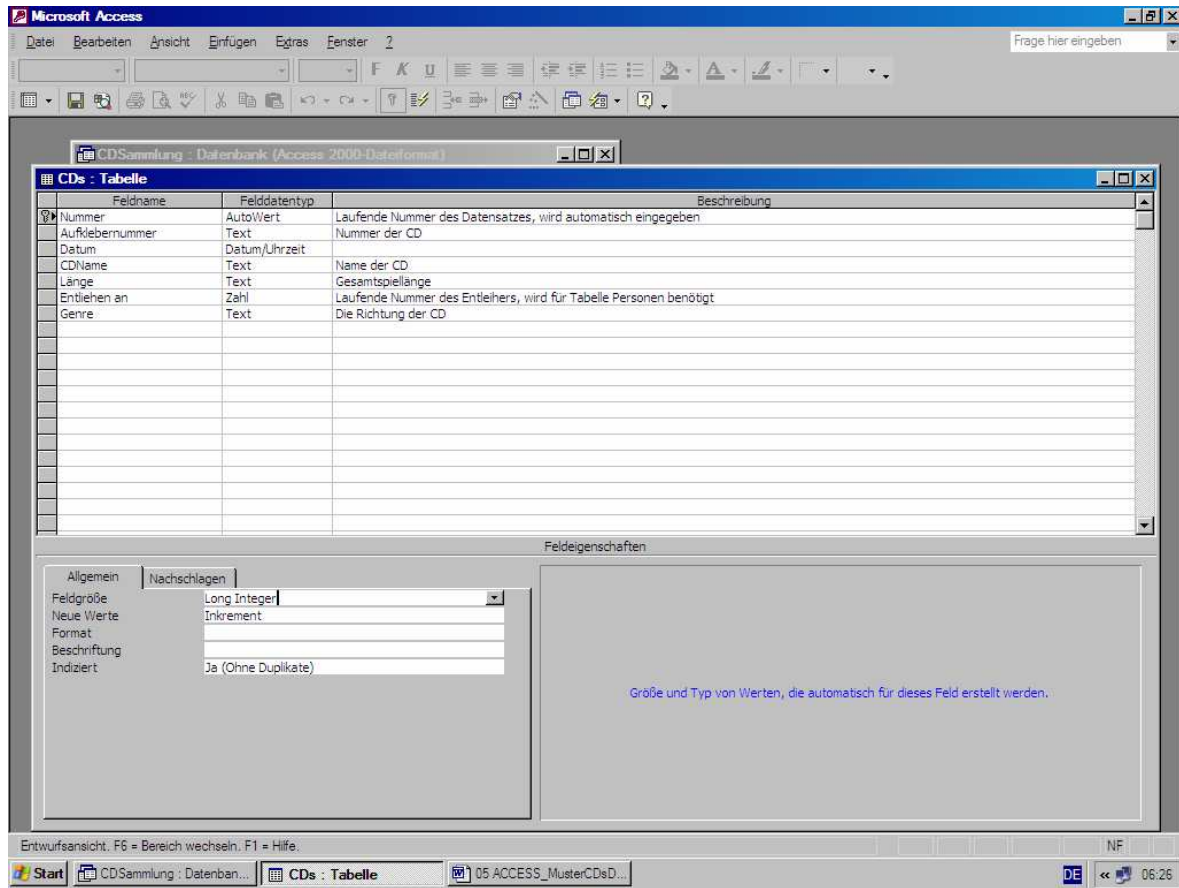 Microsoft Access
Datei Bearbeiten Ansicht Einfügen Extras Fenster ? Frage hier eingeben
F K U
CDSammlung : Datenbank (Access 2000-Dateiformat)
CDs : Tabelle
Feldname Felddatentyp Beschreibung
Nummer AutoWert Laufende Nummer des Datensatzes, wird automatisch eingegeben
Aufklebernummer Text Nummer der CD
Datum Datum/Uhrzeit
CDName Text Name der CD
Länge Text Gesamtspiellänge
Entliehen an Zahl Laufende Nummer des Entleihers, wird für Tabelle Personen benötigt
Genre Text Die Richtung der CD
Feldeigenschaften
Allgemein Nachschlagen
Feldgröße Long Integer
Neue Werte Inkrement
Format
Beschriftung
Indiziert Ja (Ohne Duplikate)
Größe und Typ von Werten, die automatisch für dieses Feld erstellt werden.
Entwurfsansicht. F6 = Bereich wechseln. F1 = Hilfe. NF
Start CDSammlung : Datenban... CDs : Tabelle 05 ACCESS_MusterCDsD... DE « 06:26